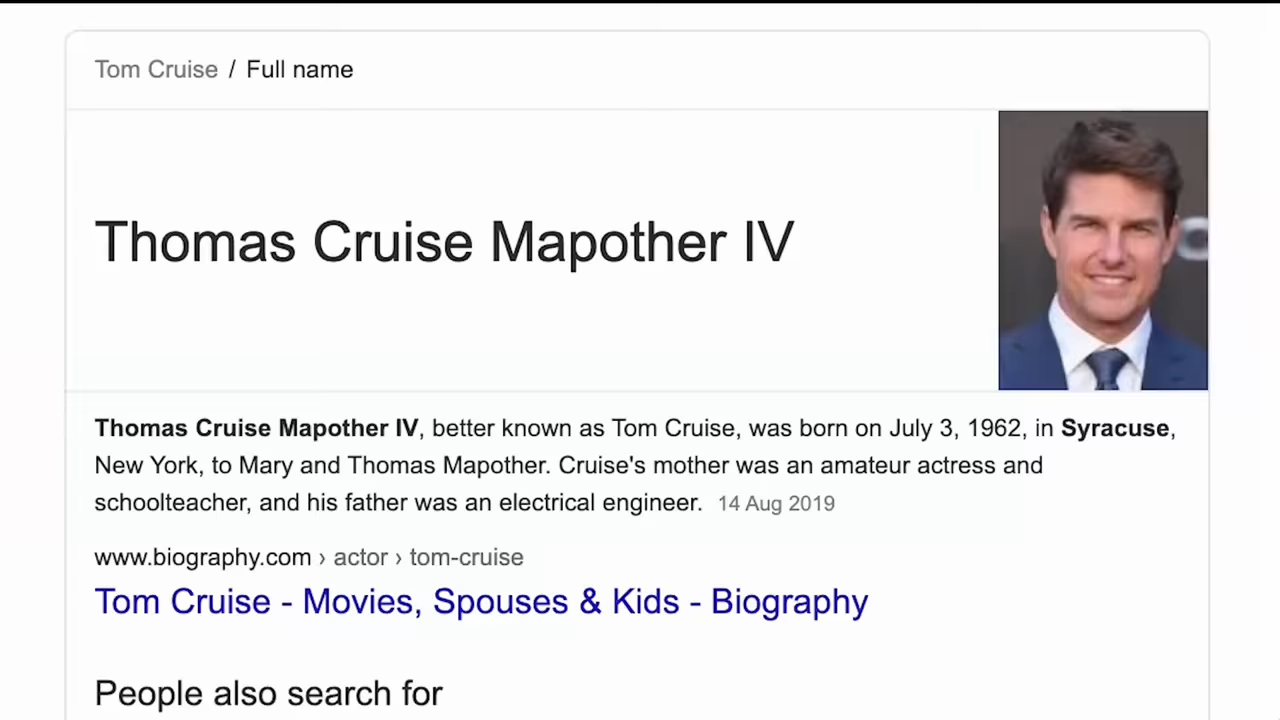 Tom Cruise / Full name
Thomas Cruise Mapother IV
Thomas Cruise Mapother IV, better known as Tom Cruise, was born on July 3, 1962, in Syracuse,
New York, to Mary and Thomas Mapother. Cruise's mother was an amateur actress and
schoolteacher, and his father was an electrical engineer. 14 Aug 2019
www.biography.com › actor › tom-cruise
Tom Cruise - Movies, Spouses & Kids - Biography
People also search for